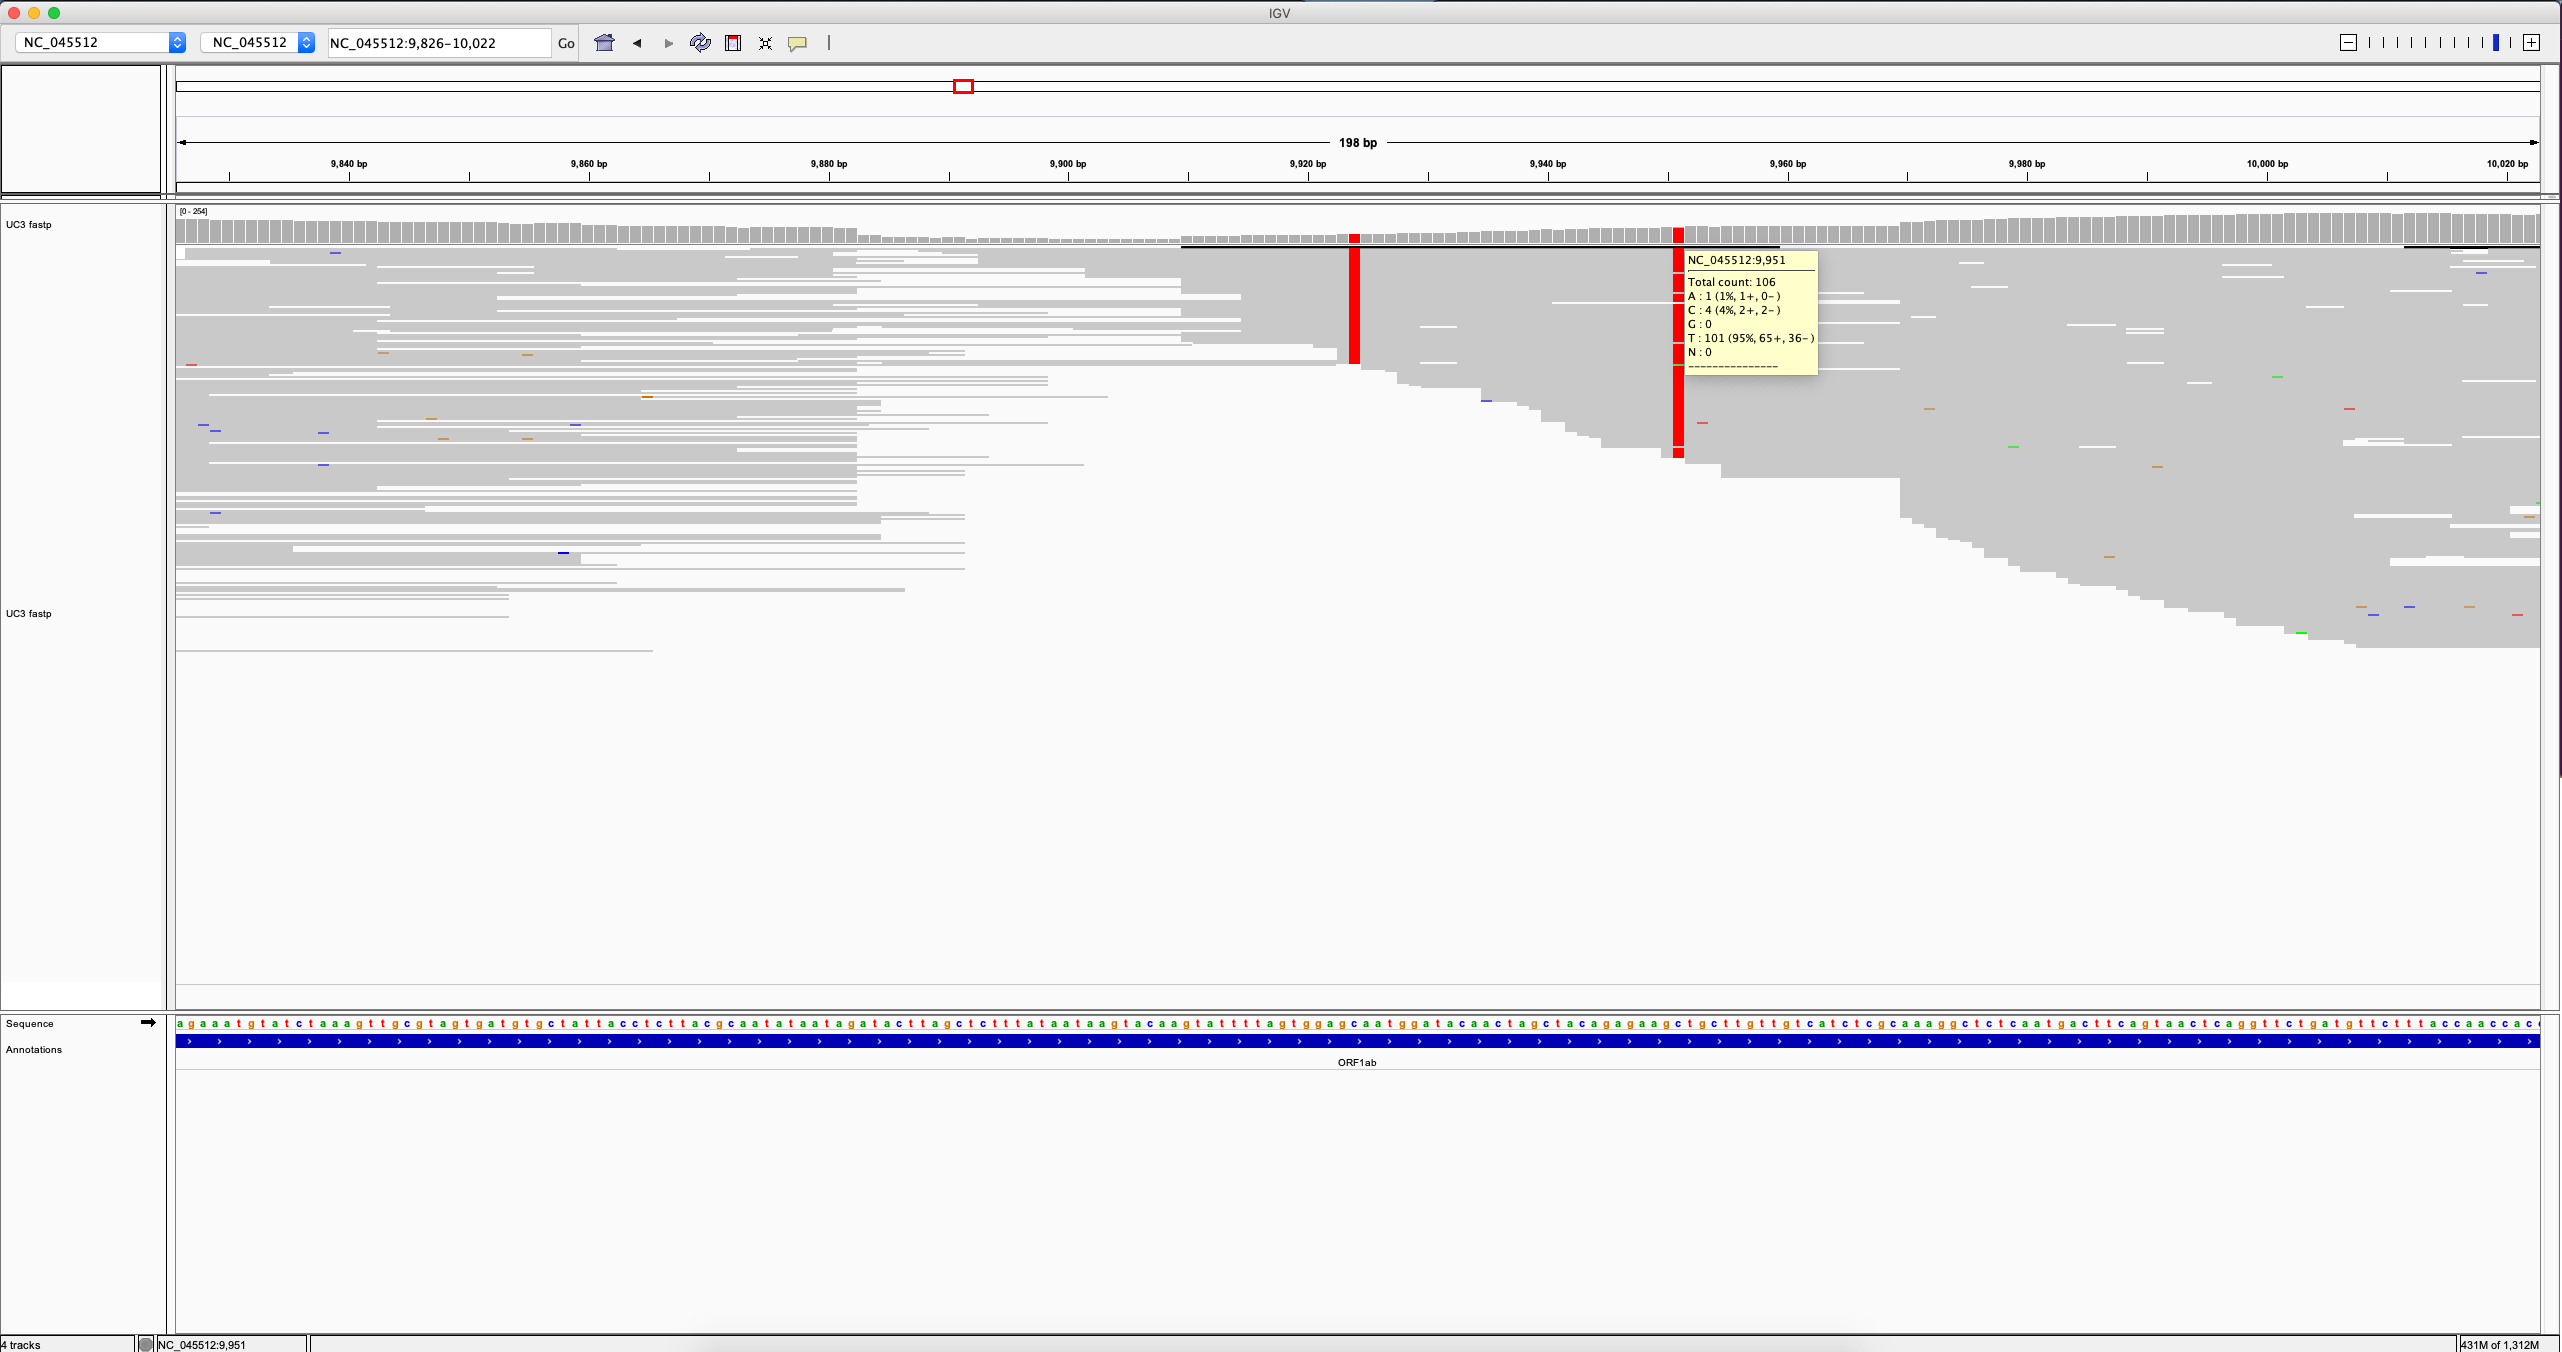 IGV
NC_045512 NC_045512 NC_045512:9,826-10,022 Go
198 bp
9,840 bp 9,860 bp 9,880 bp 9,900 bp 9,920 bp 9,940 bp 9,960 bp 9,980 bp 10,000 bp 10,020 bp
[0 - 254]
UC3 fastp
NC_045512:9,951
Total count: 106
A : 1 (1%, 1+, 0- )
C : 4 (4%, 2+, 2- )
G : 0
T : 101 (95%, 65+, 36- )
N : 0
---------------
UC3 fastp
Sequence a g a a a t g t a t c t a a a g t t g c g t a g t g a t g t g c t a t t a c c t c t t a c g c a a t a t a a t a g a t a c t t a g c t c t t t a t a a t a a g t a c a a g t a t t t t a g t g g a g c a a t g g a t a c a a c t a g c t a c a g a g a a g c t g c t t g t t g t c a t c t c g c a a a g g c t c t c a a t g a c t t c a g t a a c t c a g g t t c t g a t g t t c t t t a c c a a c c a c
Annotations
ORF1ab
4 tracks NC_045512:9,951 431M of 1,312M